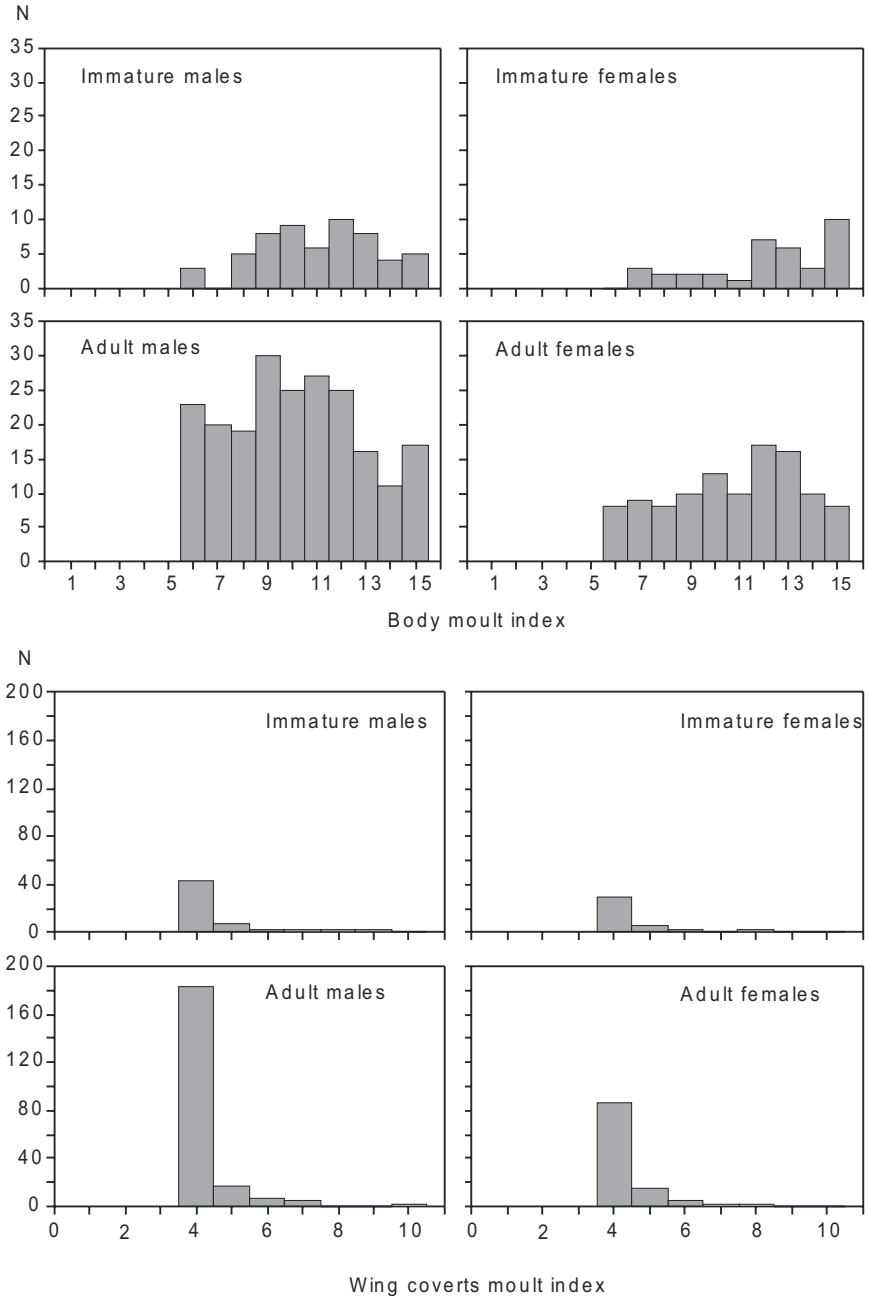 N
35
30
25
20
15
10
5
0
Immature males
Immature females
35
30
25
20
15
10
5
0
Adult males
Adult females
1 3 5 7 9 11 13 15
1 3 5 7 9 11 13 15
Body moult index
N
200
160
120
80
40
0
Immature males
Immature females
200
160
120
80
40
0
Adult males
Adult females
0 2 4 6 8 10
0 2 4 6 8 10
Wing coverts moult index